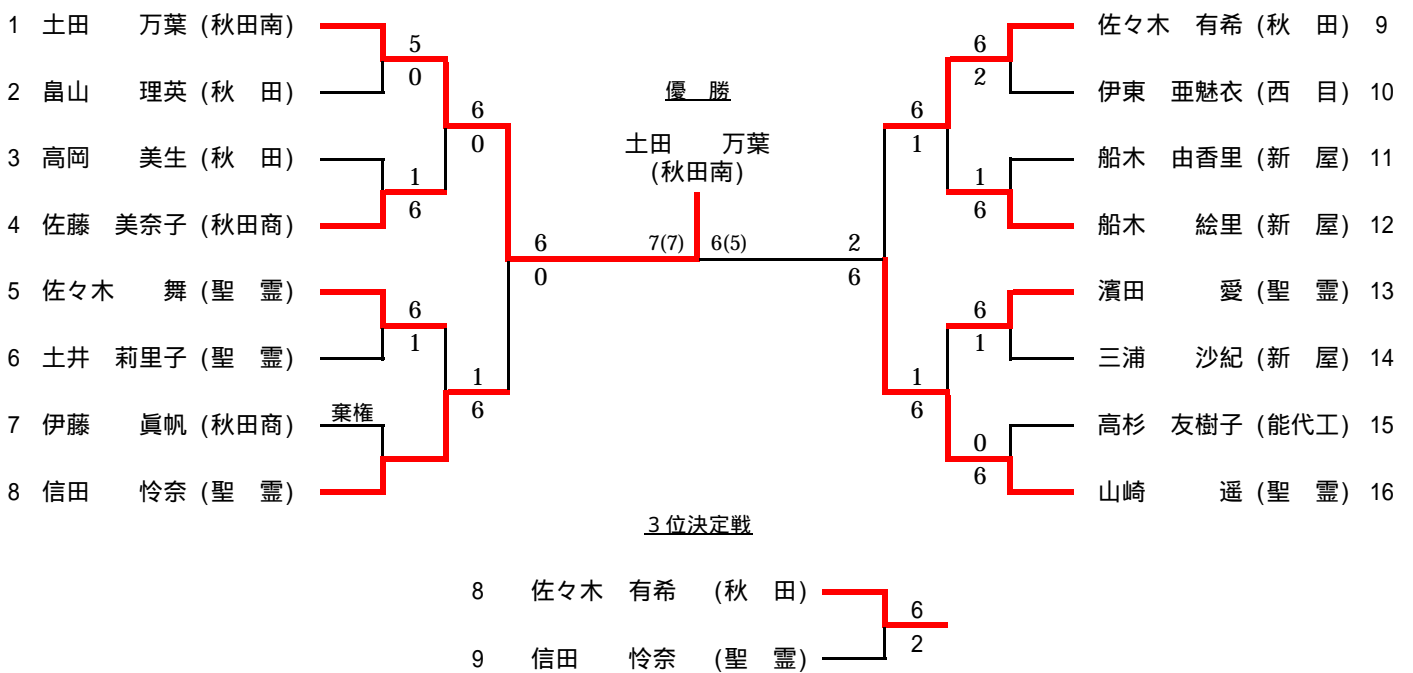 1 土田 万葉 (秋田南)
5
0
2 畠山 理英 (秋 田)
6
0
3 高岡 美生 (秋 田)
1
6
4 佐藤 美奈子 (秋田商)
6
0
5 佐々木 舞 (聖 霊)
6
1
6 土井 莉里子 (聖 霊)
1
6
7 伊藤 眞帆 (秋田商)
棄権
8 信田 怜奈 (聖 霊)
優 勝
土田 万葉
(秋田南)
7(7) 6(5)
佐々木 有希 (秋 田) 9
6
2
伊東 亜魅衣 (西 目) 10
6
1
船木 由香里 (新 屋) 11
1
6
船木 絵里 (新 屋) 12
2
6
濱田 愛 (聖 霊) 13
6
1
三浦 沙紀 (新 屋) 14
1
6
高杉 友樹子 (能代工) 15
0
6
山崎 遥 (聖 霊) 16
3位決定戦
8 佐々木 有希 (秋 田)
6
2
9 信田 怜奈 (聖 霊)